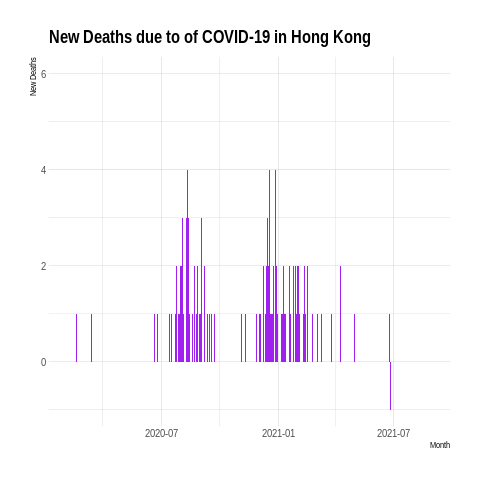 New Deaths due to of COVID-19 in Hong Kong
New Deaths
6
4
2
0
2020-07
2021-01
2021-07
Month